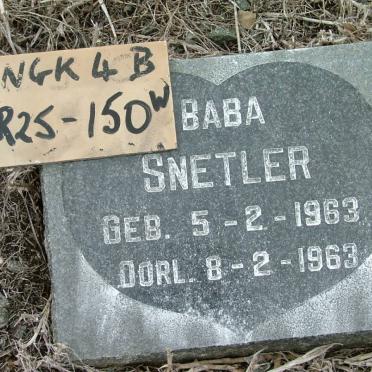 NGK 4 B
R25-150W
BABA
SNETLER
GEB. 5-2-1963
OORL. 8-2-1963